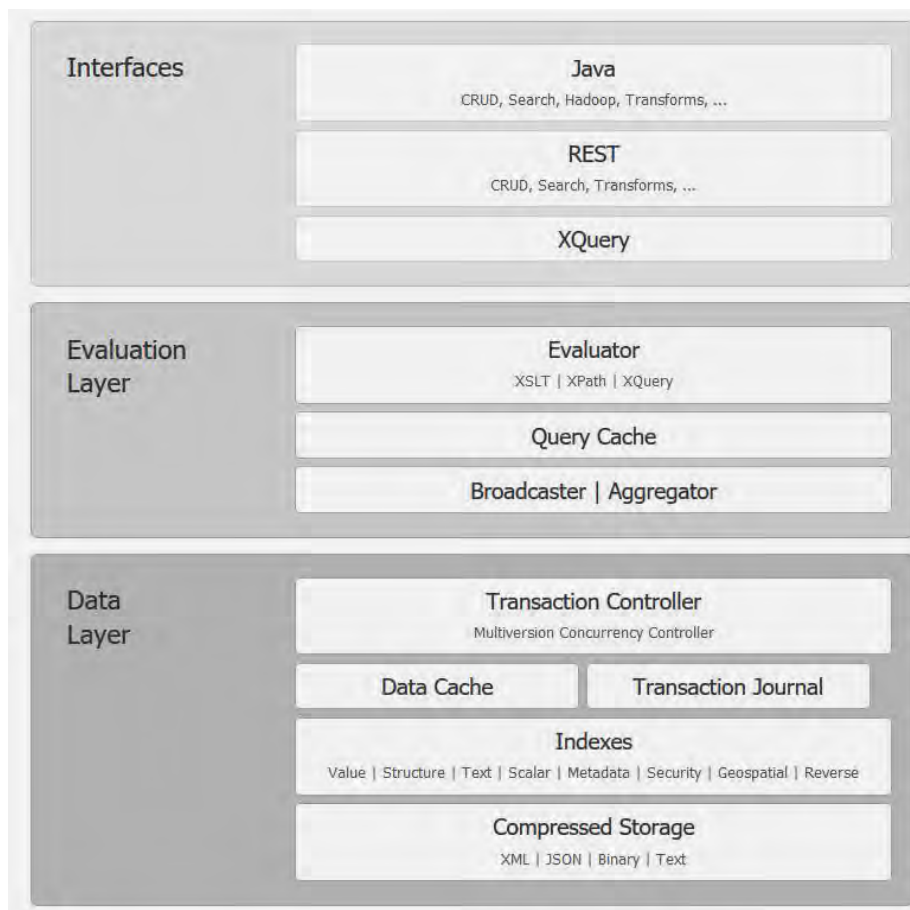 Interfaces
Java
CRUD, Search, Hadoop, Transforms, ...
REST
CRUD, Search, Transforms, ...
XQuery
Evaluation
Layer
Evaluator
XSLT | XPath | XQuery
Query Cache
Broadcaster | Aggregator
Data
Layer
Transaction Controller
Multiversion Concurrency Controller
Data Cache
Transaction Journal
Indexes
Value | Structure | Text | Scalar | Metadata | Security | Geospatial | Reverse
Compressed Storage
XML | JSON | Binary | Text